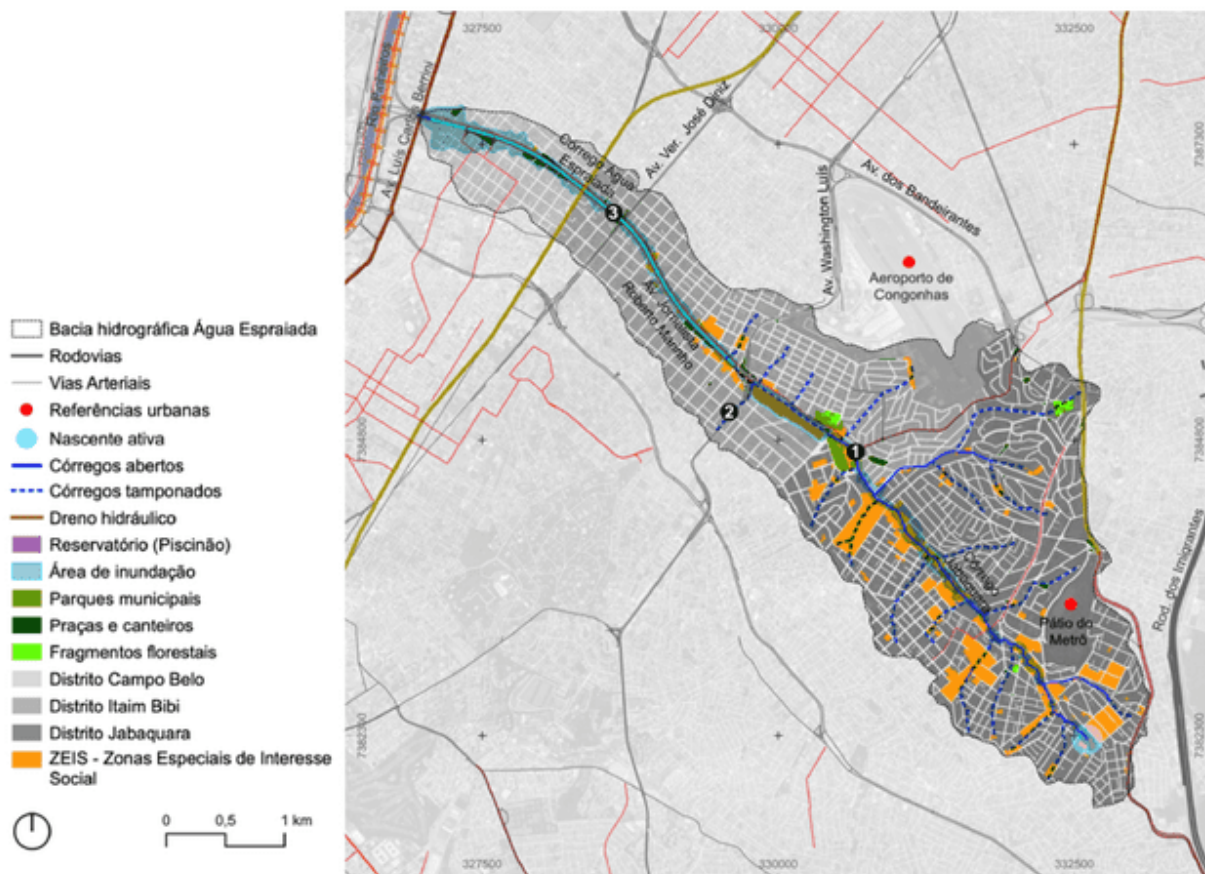 327500
330000
332500
Rio Pinheiros
Av. Luís Carlos Berrini
Córrego Água
Espraiada
Av. Ver. José Diniz
7387300
7387300
Av. Washington Luís
Av. dos Bandeirantes
3
Aeroporto de
Congonhas
Av. Jornalista
Roberto Marinho
Bacia hidrográfica Água Espraiada
Rodovias
Vias Arteriais
Referências urbanas
Nascente ativa
Córregos abertos
Córregos tamponados
Dreno hidráulico
Reservatório (Piscinão)
Área de inundação
Parques municipais
Praças e canteiros
Fragmentos florestais
Distrito Campo Belo
Distrito Itaim Bibi
Distrito Jabaquara
ZEIS - Zonas Especiais de Interesse
Social
2
7384800
7384800
1
Córrego
Jabaquara
Rod. dos Imigrantes
Pátio do
Metrô
7382300
7382300
0
0,5
1 km
327500
330000
332500